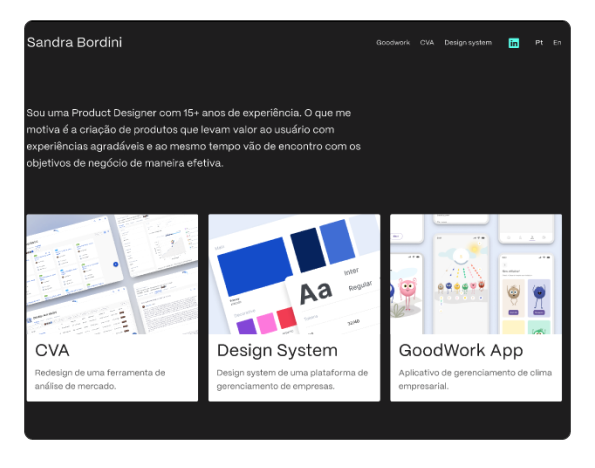 Sandra Bordini
Goodwork CVA Design system in Pt En
Sou uma Product Designer com 15+ anos de experiência. O que me
motiva é a criação de produtos que levam valor ao usuário com
experiências agradáveis e ao mesmo tempo vão de encontro com os
objetivos de negócio de maneira efetiva.
Aa
Inter
Regular
CVA
Redesign de uma ferramenta de
análise de mercado.
Design System
Design system de uma plataforma de
gerenciamento de empresas.
GoodWork App
Aplicativo de gerenciamento de clima
empresarial.